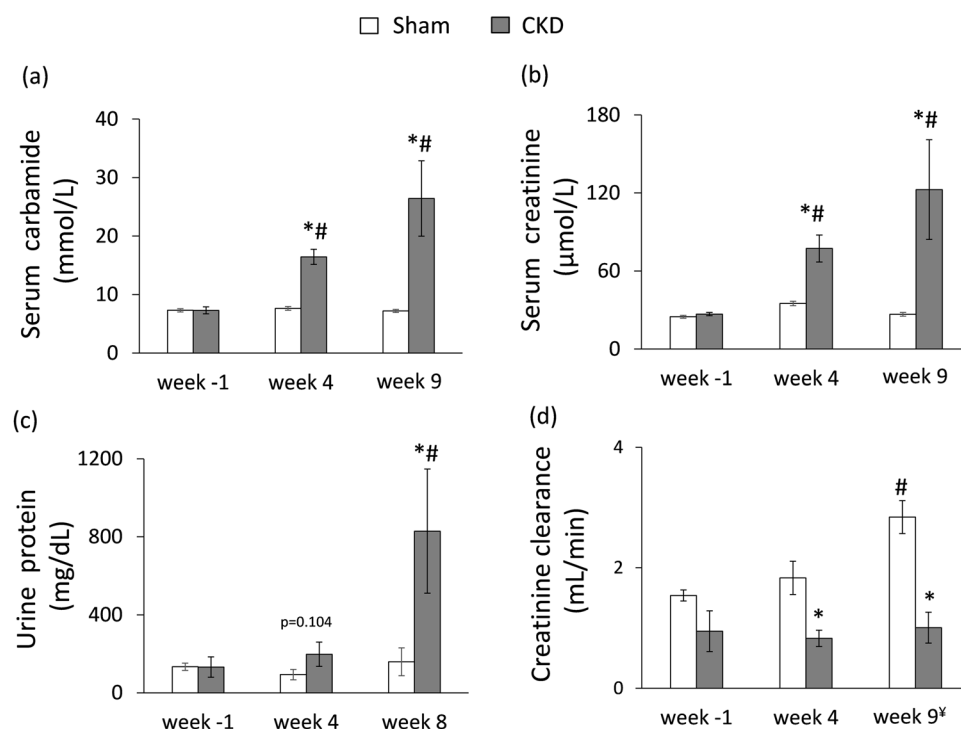 Sham CKD
(a)
Serum carbamide
(mmol/L)
40
30
20
10
0
*#
*#
week -1 week 4 week 9
(b)
Serum creatinine
(µmol/L)
180
120
60
0
*#
*#
week -1 week 4 week 9
(c)
Urine protein
(mg/dL)
1200
800
400
0
p=0.104
*#
week -1 week 4 week 8
(d)
Creatinine clearance
(mL/min)
4
2
0
*
#
*
week -1 week 4 week 9¥